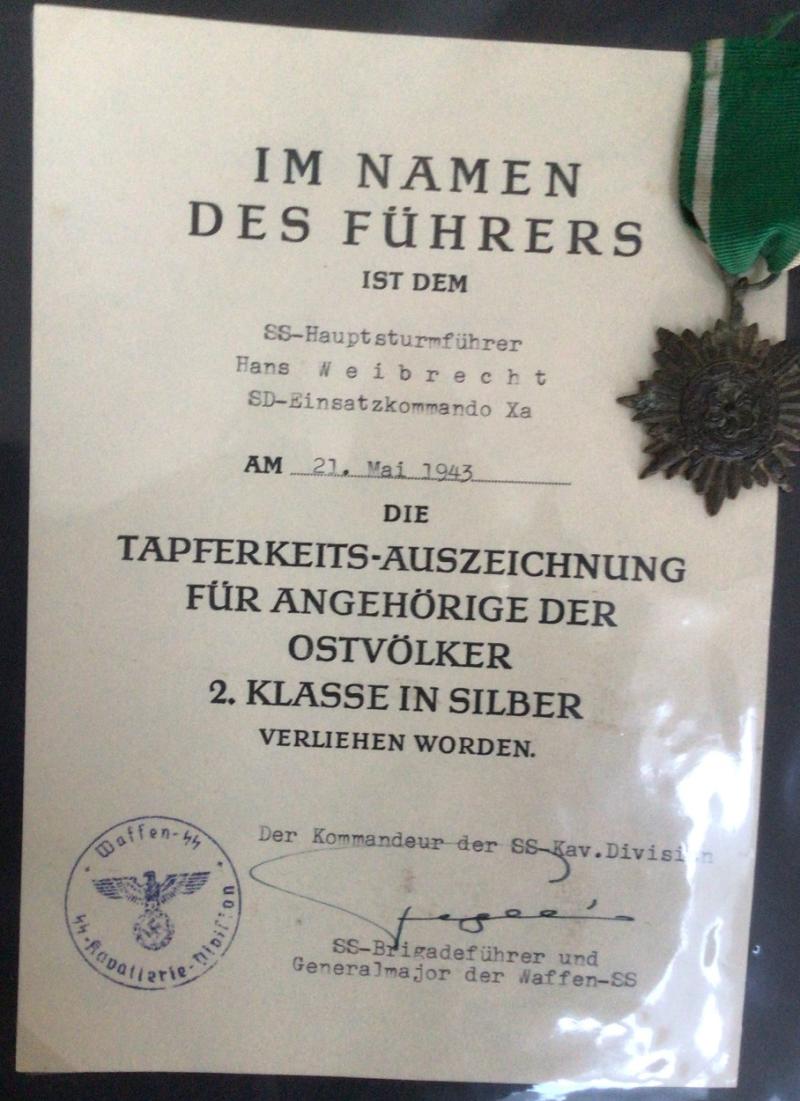 IM NAMEN
DES FÜHRERS
IST DEM
SS-Hauptsturmführer
Hans W e i b r e c h t
SD-Einsatzkommando Xa
AM 21. Mai 1943
DIE
TAPFERKEITS-AUSZEICHNUNG
FÜR ANGEHÖRIGE DER
OSTVÖLKER
2. KLASSE IN SILBER
VERLIEHEN WORDEN.
Der Kommandeur der SS-Kav.Division
SS-Brigadeführer und
Generalmajor der Waffen-SS
Waffen-SS
SS-Kavallerie-Division